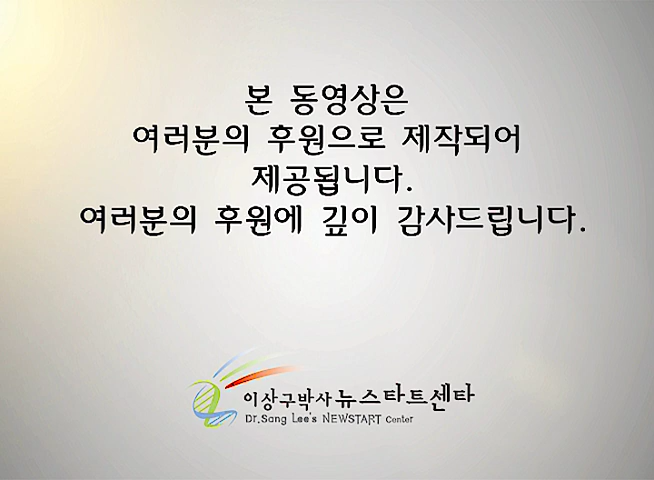 본 동영상은
여러분의 후원으로 제작되어
제공됩니다.
여러분의 후원에 깊이 감사드립니다.
이상구박사 뉴스타트센타
Dr.Sang Lee's NEWSTART Center